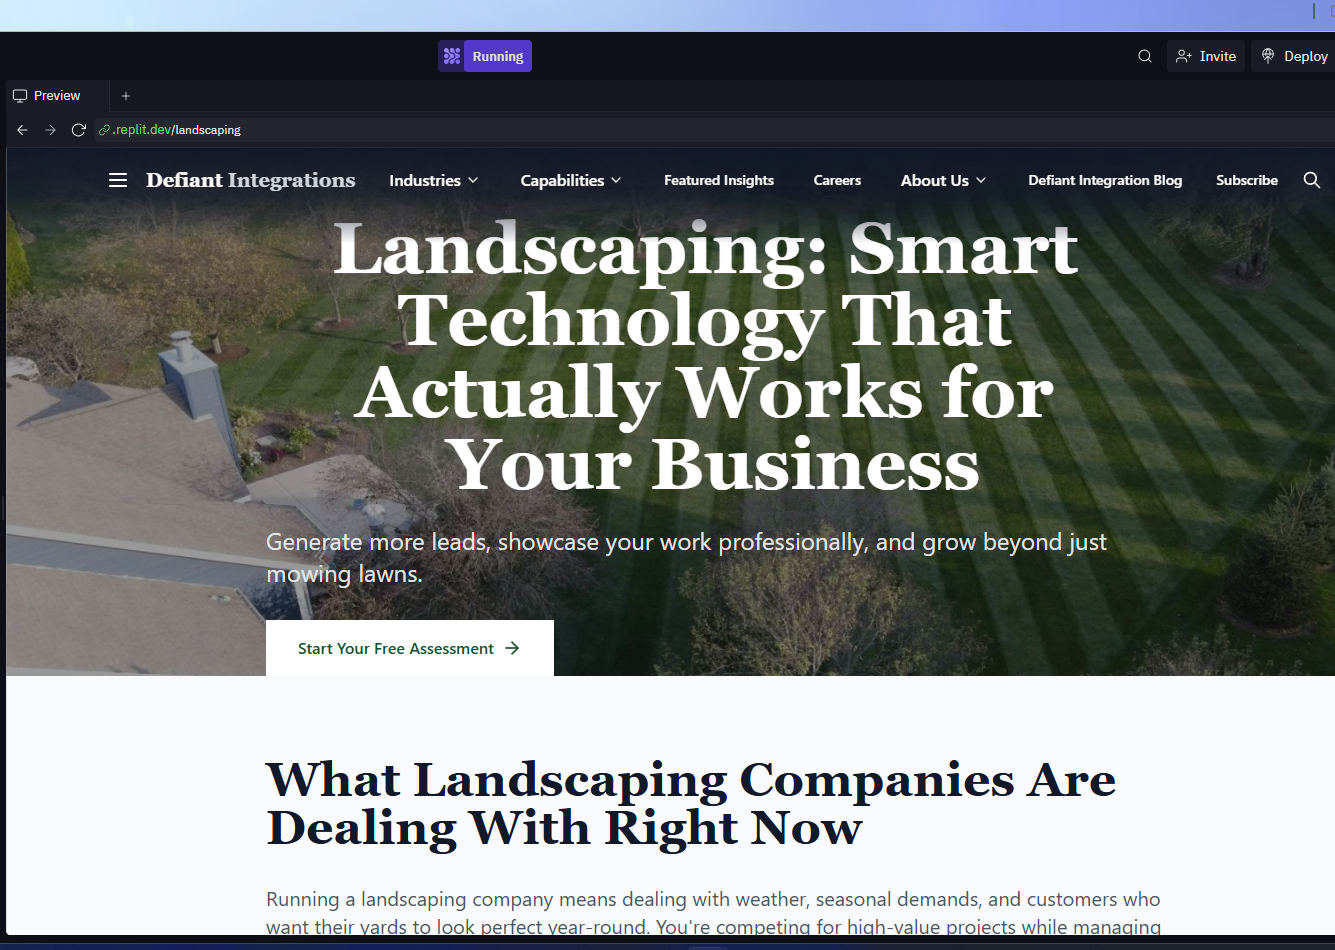 Running
Invite
Deploy
Preview
.replit.dev/landscaping
Defiant Integrations
Industries
Capabilities
Featured Insights
Careers
About Us
Defiant Integration Blog
Subscribe
Landscaping: Smart
Technology That
Actually Works for
Your Business
Generate more leads, showcase your work professionally, and grow beyond just
mowing lawns.
Start Your Free Assessment
What Landscaping Companies Are
Dealing With Right Now
Running a landscaping company means dealing with weather, seasonal demands, and customers who
want their yards to look perfect year-round. You're competing for high-value projects while managing